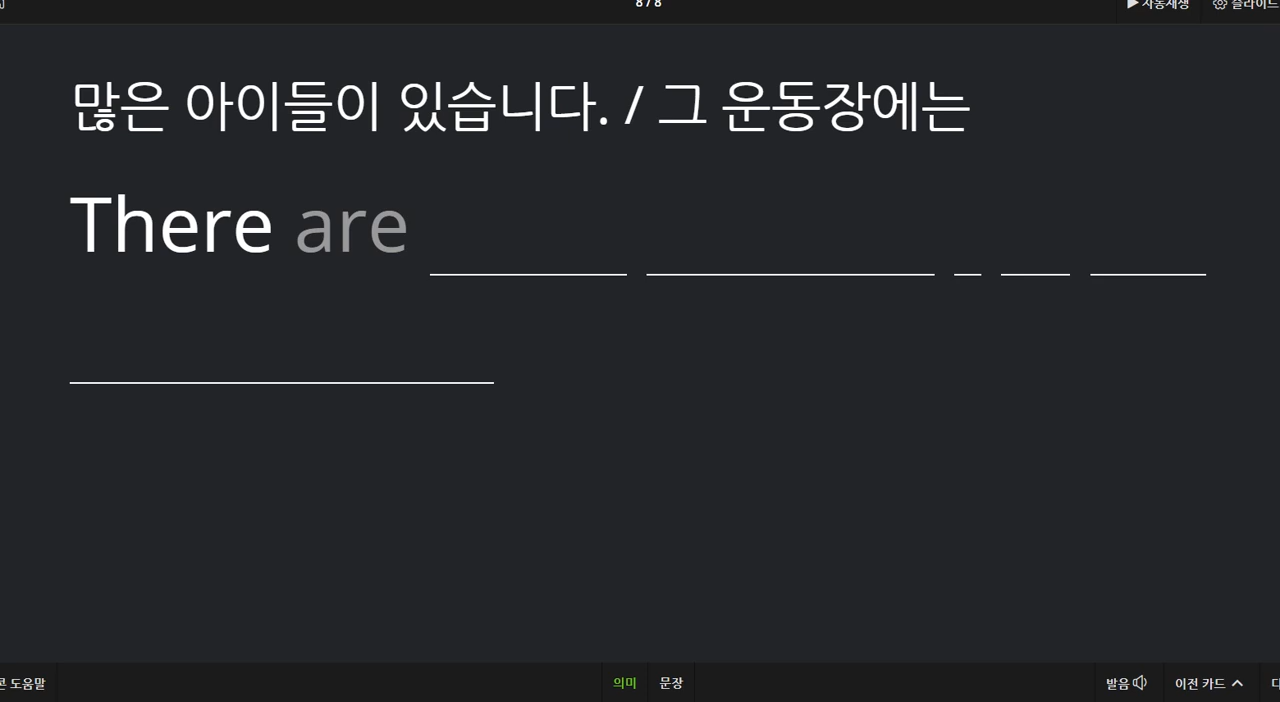 8 / 8
▶ 자동재생
슬라이드
많은 아이들이 있습니다. / 그 운동장에는
There are
도움말
의미
문장
발음
이전 카드